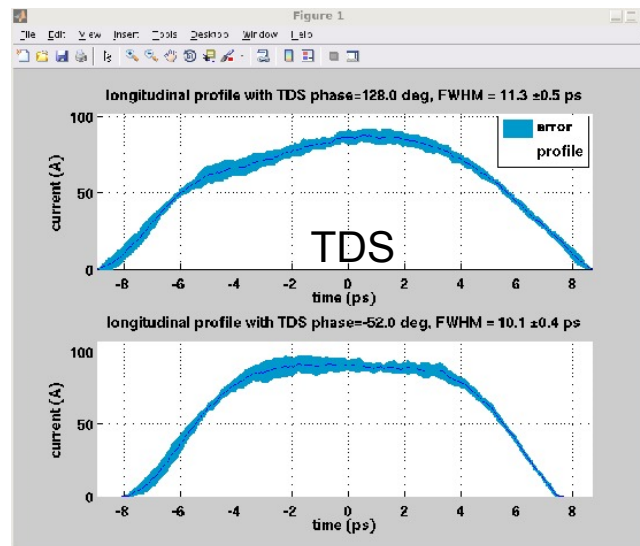 Figure 1
File Edit View Insert Tools Desktop Window Help
longitudinal profile with TDS phase=128.0 deg, FWHM = 11.3 ±0.5 ps
100
error
profile
current (A)
50
TDS
0
-8 -6 -4 -2 0 2 4 6 8
time (ps)
longitudinal profile with TDS phase=-52.0 deg, FWHM = 10.1 ±0.4 ps
100
current (A)
50
0
-8 -6 -4 -2 0 2 4 6 8
time (ps)